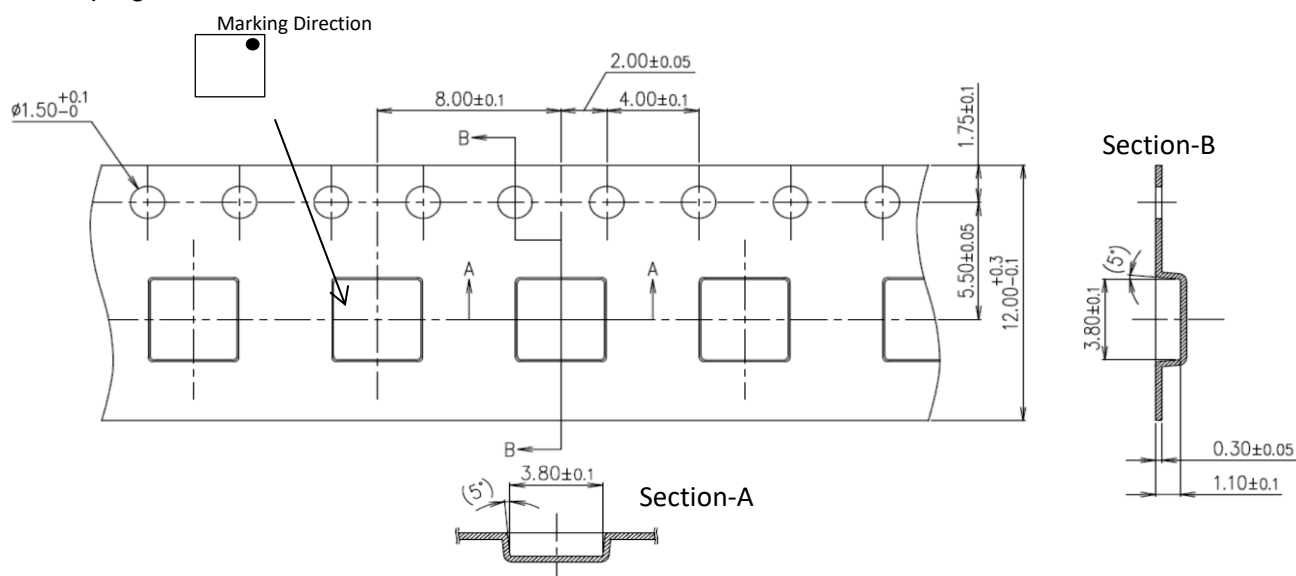 Marking Direction
2.00±0.05
8.00±0.1
4.00±0.1
ø1.50+0.1-0
1.75±0.1
B
Section-B
A A
5.50±0.05
12.00+0.3-0.1
(5°)
3.80±0.1
B
3.80±0.1
(5°)
Section-A
0.30±0.05
1.10±0.1